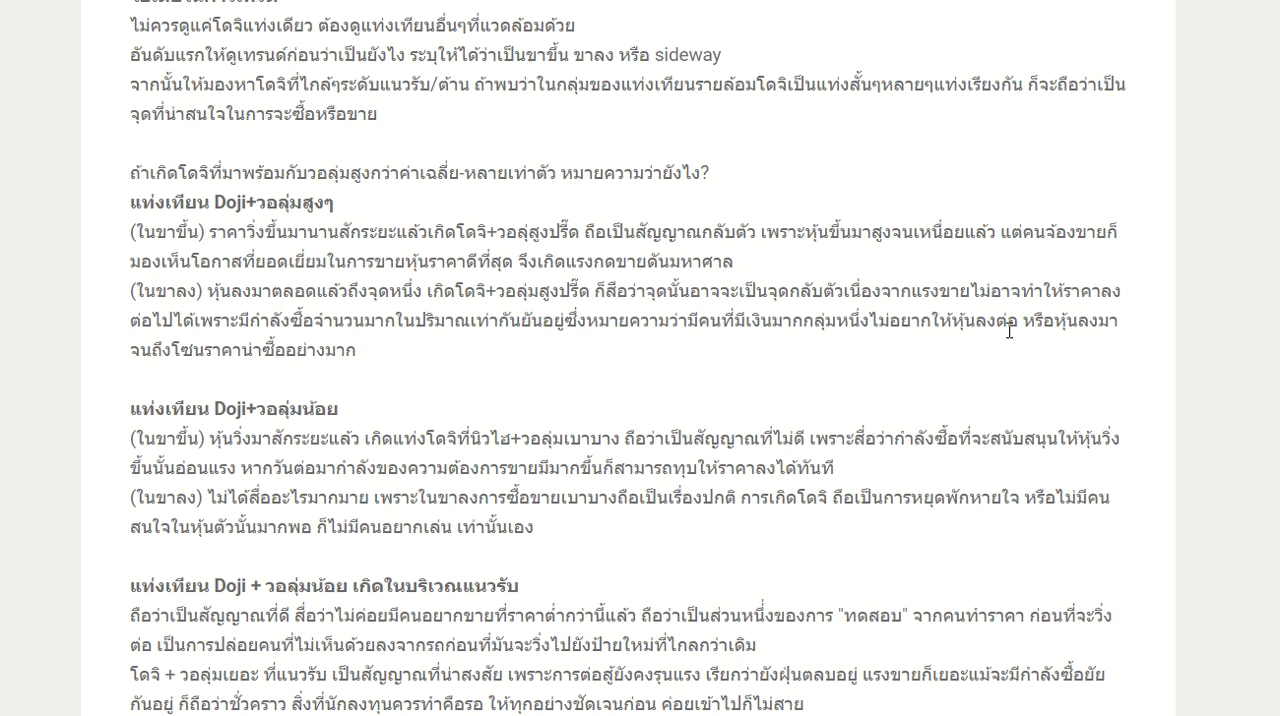 ไม่ควรดูแค่โดจิแท่งเดียว ต้องดูแท่งเทียนอื่นๆที่แวดล้อมด้วย
อันดับแรกให้ดูเทรนด์ก่อนว่าเป็นยังไง ระบุให้ได้ว่าเป็นขาขึ้น ขาลง หรือ sideway
จากนั้นให้มองหาโดจิที่ใกล้ๆระดับแนวรับ/ต้าน ถ้าพบว่าในกลุ่มของแท่งเทียนรายล้อมโดจิเป็นแท่งสั้นๆหลายๆแท่งเรียงกัน ก็จะถือว่าเป็น
จุดที่น่าสนใจในการจะซื้อหรือขาย
ถ้าเกิดโดจิที่มาพร้อมกับวอลุ่มสูงกว่าค่าเฉลี่ย-หลายเท่าตัว หมายความว่ายังไง?
แท่งเทียน Doji+วอลุ่มสูงๆ
(ในขาขึ้น) ราคาวิ่งขึ้นมานานสักระยะแล้วเกิดโดจิ+วอลุ่สูงปรี๊ด ถือเป็นสัญญาณกลับตัว เพราะหุ้นขึ้นมาสูงจนเหนื่อยแล้ว แต่คนจ้องขายก็
มองเห็นโอกาสที่ยอดเยี่ยมในการขายหุ้นราคาดีที่สุด จึงเกิดแรงกดขายดันมหาศาล
(ในขาลง) หุ้นลงมาตลอดแล้วถึงจุดหนึ่ง เกิดโดจิ+วอลุ่มสูงปรี๊ด ก็สือว่าจุดนั้นอาจจะเป็นจุดกลับตัวเนื่องจากแรงขายไม่อาจทำให้ราคาลง
ต่อไปได้เพราะมีกำลังซื้อจำนวนมากในปริมาณเท่ากันยันอยู่ซึ่งหมายความว่ามีคนที่มีเงินมากกลุ่มหนึ่งไม่อยากให้หุ้นลงต่อ หรือหุ้นลงมา
จนถึงโซนราคาน่าซื้ออย่างมาก
แท่งเทียน Doji+วอลุ่มน้อย
(ในขาขึ้น) หุ้นวิ่งมาสักระยะแล้ว เกิดแท่งโดจิที่นิวไฮ+วอลุ่มเบาบาง ถือว่าเป็นสัญญาณที่ไม่ดี เพราะสื่อว่ากำลังซื้อที่จะสนับสนุนให้หุ้นวิ่ง
ขึ้นนั้นอ่อนแรง หากวันต่อมากำลังของความต้องการขายมีมากขึ้นก็สามารถทุบให้ราคาลงได้ทันที
(ในขาลง) ไม่ได้สื่ออะไรมากมาย เพราะในขาลงการซื้อขายเบาบางถือเป็นเรื่องปกติ การเกิดโดจิ ถือเป็นการหยุดพักหายใจ หรือไม่มีคน
สนใจในหุ้นตัวนั้นมากพอ ก็ไม่มีคนอยากเล่น เท่านั้นเอง
แท่งเทียน Doji + วอลุ่มน้อย เกิดในบริเวณแนวรับ
ถือว่าเป็นสัญญาณที่ดี สื่อว่าไม่ค่อยมีคนอยากขายที่ราคาต่ำกว่านี้แล้ว ถือว่าเป็นส่วนหนึ่งของการ "ทดสอบ" จากคนทำราคา ก่อนที่จะวิ่ง
ต่อ เป็นการปล่อยคนที่ไม่เห็นด้วยลงจากรถก่อนที่มันจะวิ่งไปยังป้ายใหม่ที่ไกลกว่าเดิม
โดจิ + วอลุ่มเยอะ ที่แนวรับ เป็นสัญญาณที่น่าสงสัย เพราะการต่อสู้ยังคงรุนแรง เรียกว่ายังฝุ่นตลบอยู่ แรงขายก็เยอะแม้จะมีกำลังซื้อยัย
กันอยู่ ก็ถือว่าชั่วคราว สิ่งที่นักลงทุนควรทำคือรอ ให้ทุกอย่างชัดเจนก่อน ค่อยเข้าไปก็ไม่สาย